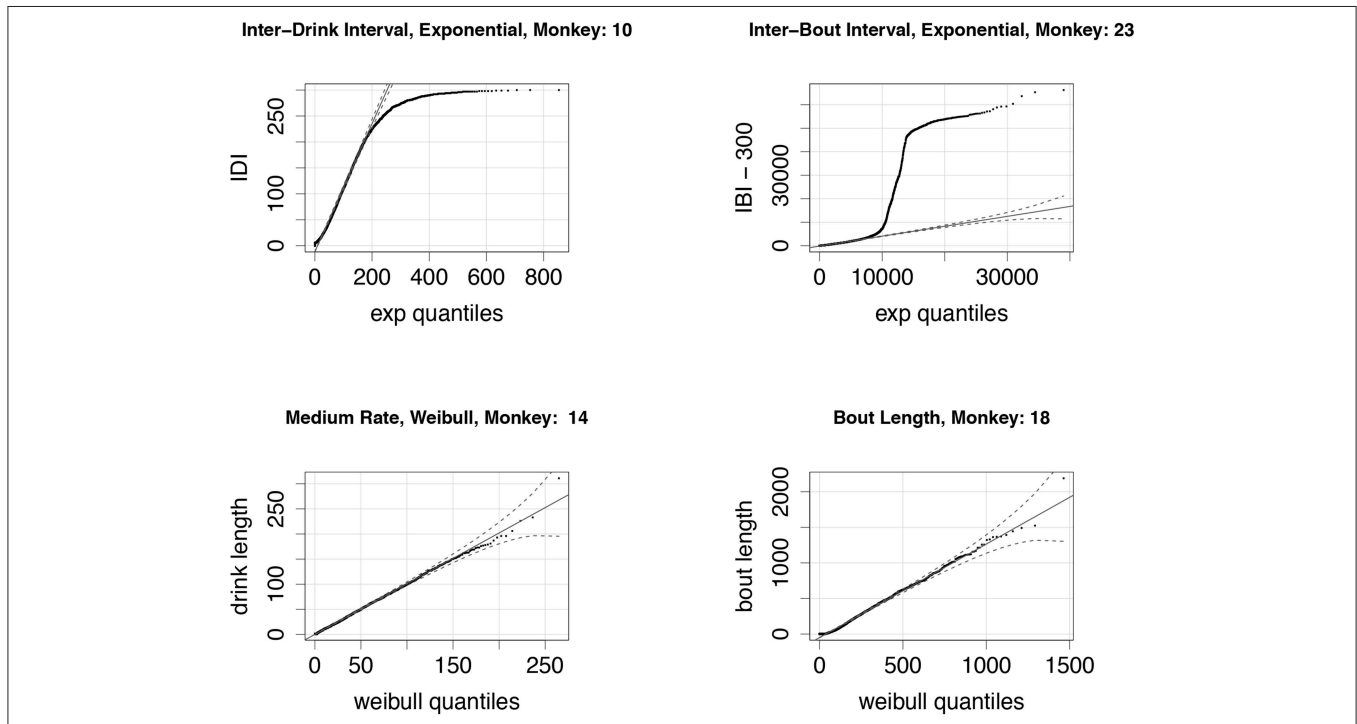 Inter−Drink Interval, Exponential, Monkey: 10
IDI
250
100
0
0 200 400 600 800
exp quantiles
Inter−Bout Interval, Exponential, Monkey: 23
IBI − 300
30000
0
0 10000 30000
exp quantiles
Medium Rate, Weibull, Monkey: 14
drink length
250
100
0
0 50 150 250
weibull quantiles
Bout Length, Monkey: 18
bout length
2000
1000
0
0 500 1000 1500
weibull quantiles